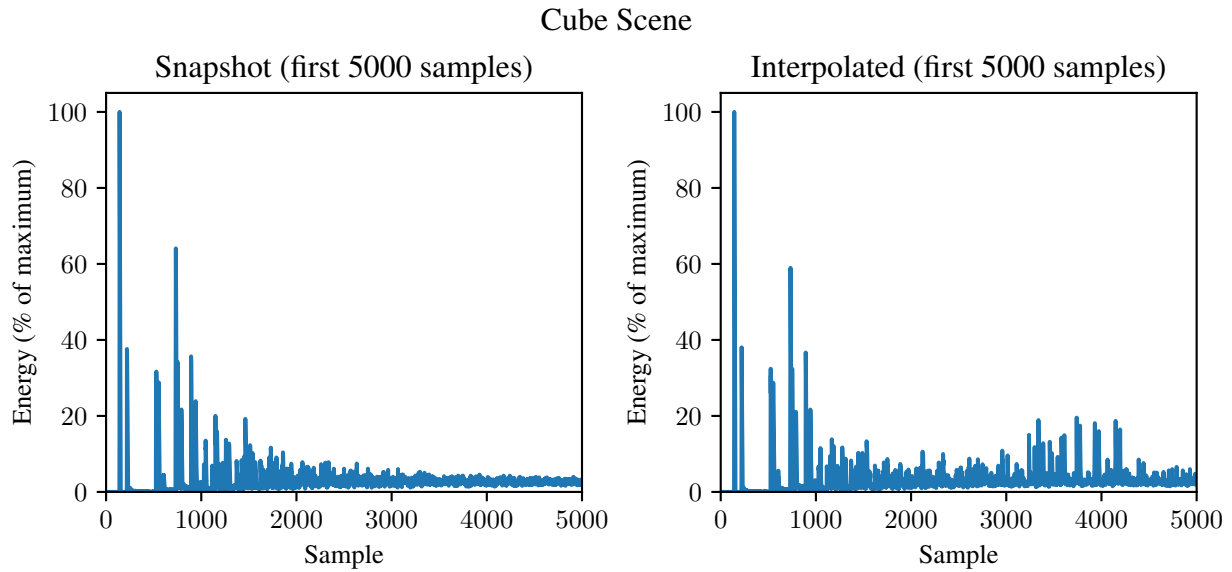 Cube Scene
Snapshot (first 5000 samples)
Energy (% of maximum)
100
80
60
40
20
0
0 1000 2000 3000 4000 5000
Sample
Interpolated (first 5000 samples)
Energy (% of maximum)
100
80
60
40
20
0
0 1000 2000 3000 4000 5000
Sample